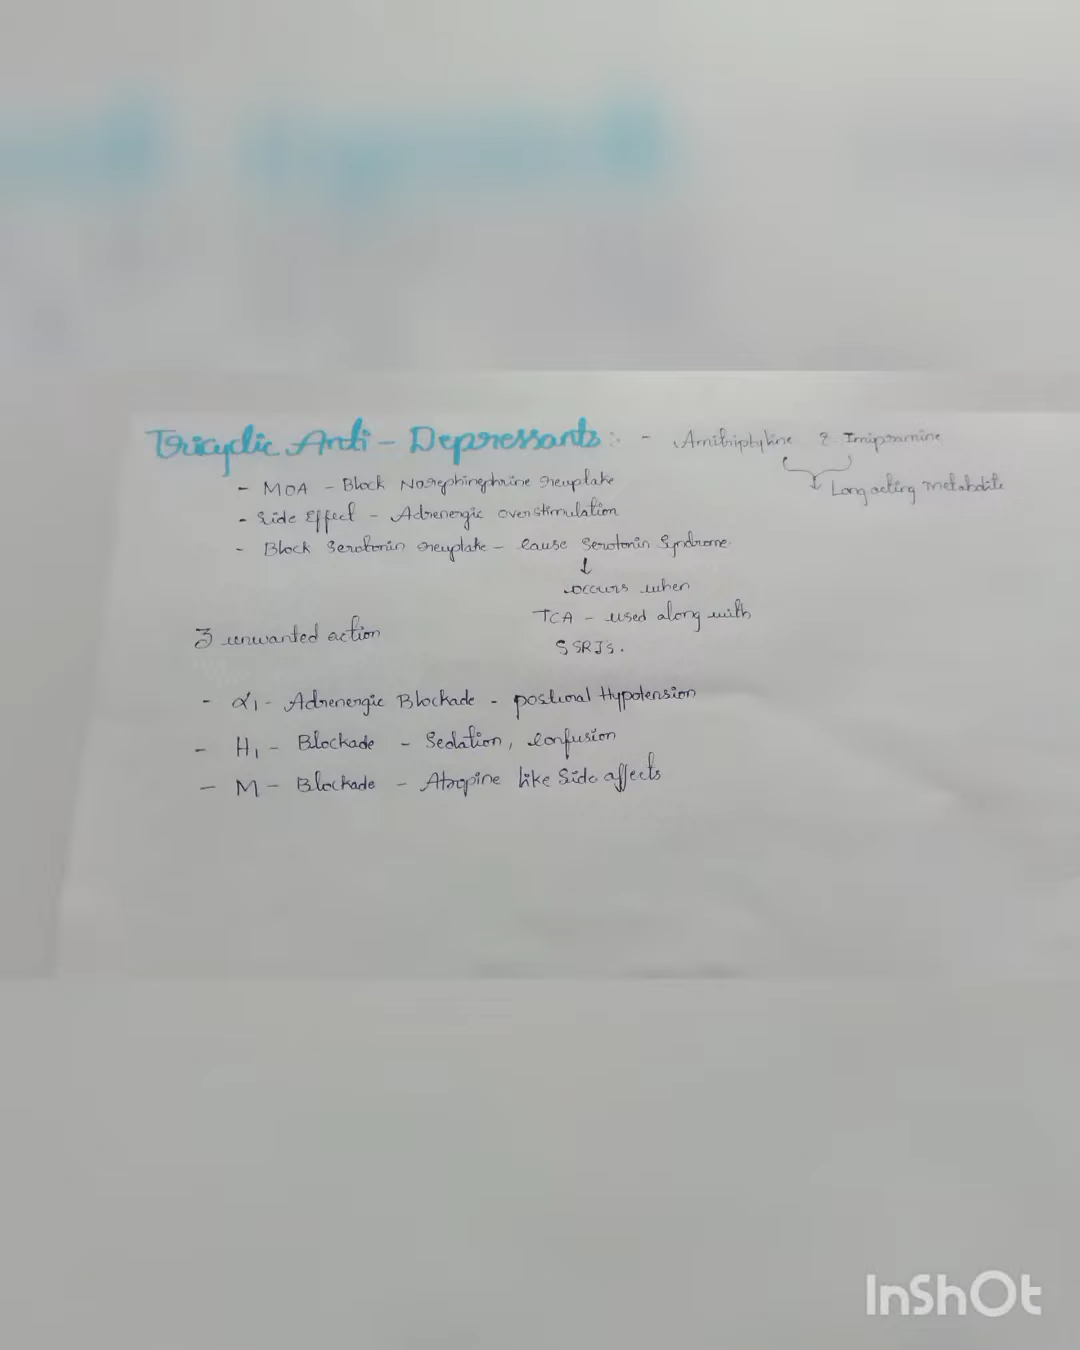 Tricyclic Anti - Depressants :- - Amitriptyline & Imipramine
Long acting Metabolite
- MOA - Block Norephinephrine reuptake
- Side Effect - Adrenergic overstimulation
- Block Serotonin reuptake - Cause Serotonin Syndrome.
↓
occurs when
TCA - used along with
SSRIs.
3 unwanted action
- α1 - Adrenergic Blockade - postural Hypotension
- H1 - Blockade - Sedation, confusion
- M - Blockade - Atropine like Side affects
InShOt